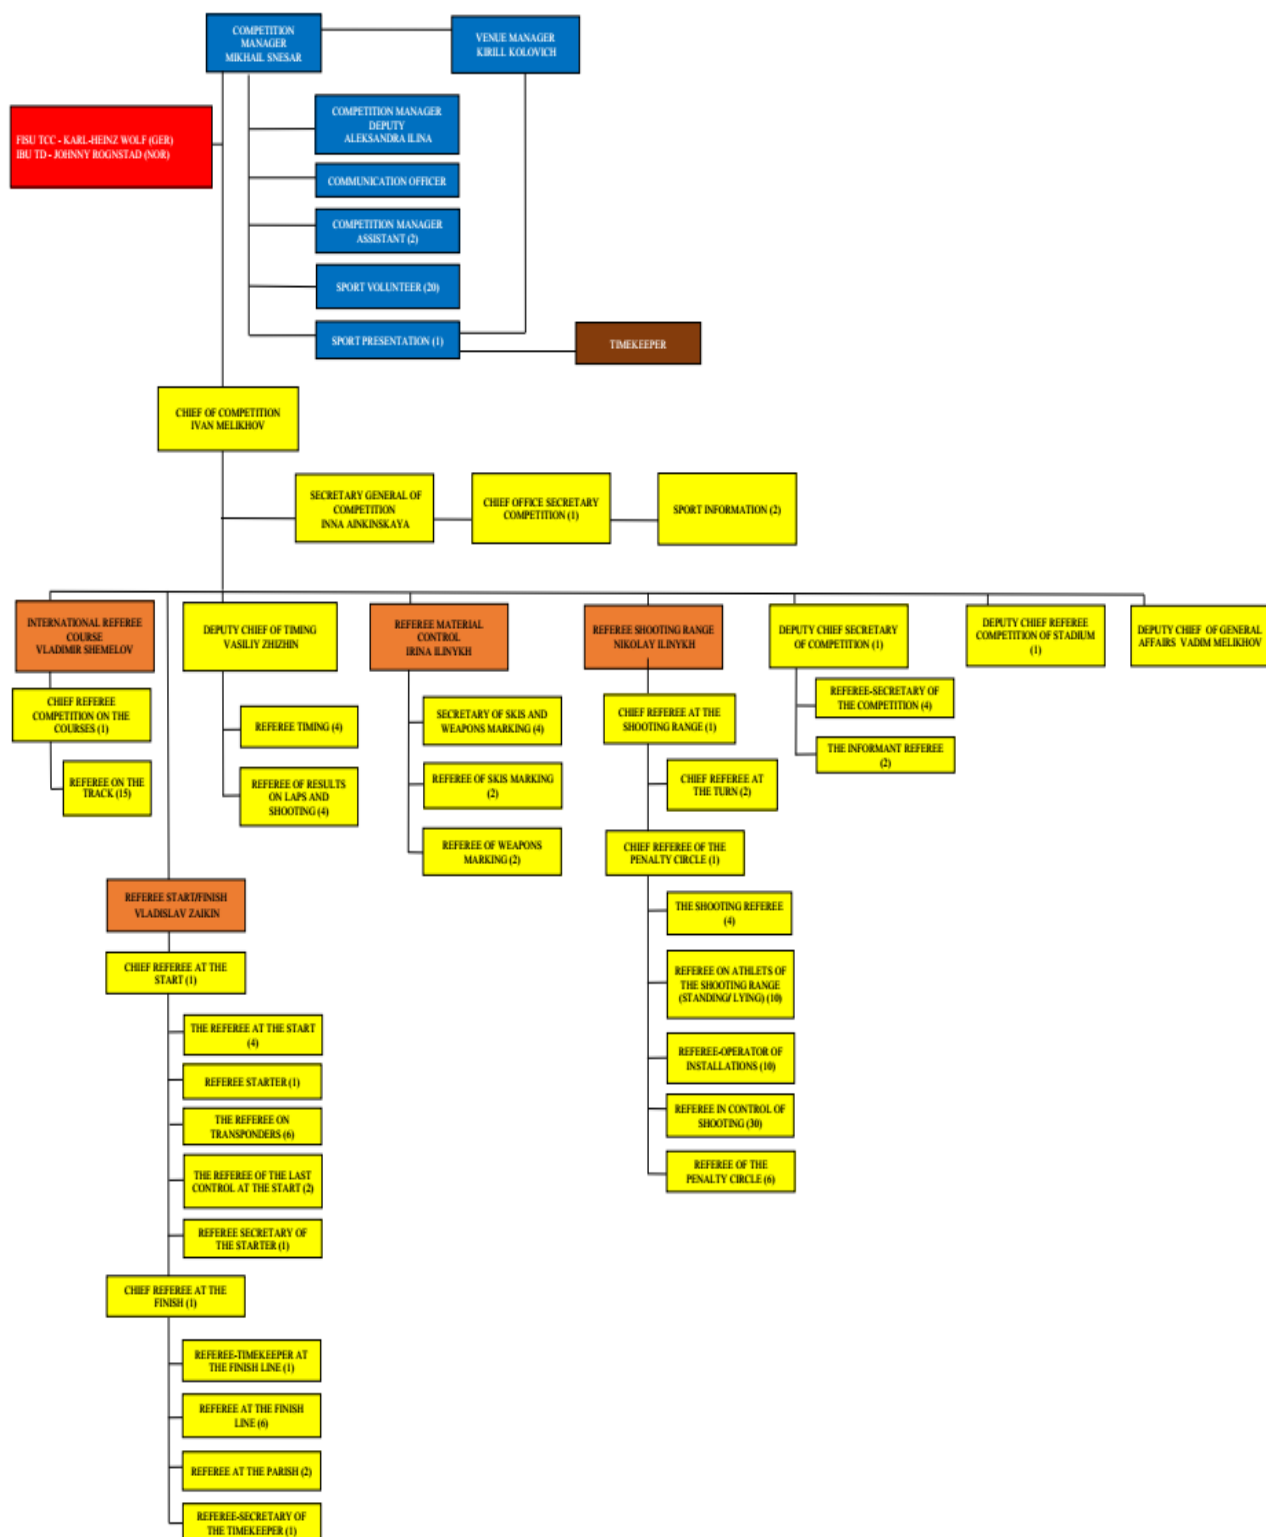 COMPETITION
MANAGER
MIKHAIL SNESAR
VENUE MANAGER
KIRILL KOLOVICH
FISU TCC - KARL-HEINZ WOLF (GER)
IBU TD - JOHNNY ROGNSTAD (NOR)
COMPETITION MANAGER
DEPUTY
ALEKSANDRA ILINA
COMMUNICATION OFFICER
COMPETITION MANAGER
ASSISTANT (2)
SPORT VOLUNTEER (20)
SPORT PRESENTATION (1)
TIMEKEEPER
CHIEF OF COMPETITION
IVAN MELIKHOV
SECRETARY GENERAL OF
COMPETITION
INNA AINKINSKAYA
CHIEF OFFICE SECRETARY
COMPETITION (1)
SPORT INFORMATION (2)
INTERNATIONAL REFEREE
COURSE
VLADIMIR SHEMELOV
CHIEF REFEREE
COMPETITION ON THE
COURSES (1)
REFEREE ON THE
TRACK (15)
DEPUTY CHIEF OF TIMING
VASILIY ZHIZHIN
REFEREE TIMING (4)
REFEREE OF RESULTS
ON LAPS AND
SHOOTING (4)
REFEREE MATERIAL
CONTROL
IRINA ILINYKH
SECRETARY OF SKIS AND
WEAPONS MARKING (4)
REFEREE OF SKIS MARKING
(2)
REFEREE OF WEAPONS
MARKING (2)
REFEREE SHOOTING RANGE
NIKOLAY ILINYKH
CHIEF REFEREE AT THE
SHOOTING RANGE (1)
CHIEF REFEREE AT
THE TURN (2)
CHIEF REFEREE OF THE
PENALTY CIRCLE (1)
THE SHOOTING REFEREE
(4)
REFEREE ON ATHLETS OF
THE SHOOTING RANGE
(STANDING/ LYING) (10)
REFEREE-OPERATOR OF
INSTALLATIONS (10)
REFEREE IN CONTROL OF
SHOOTING (30)
REFEREE OF THE
PENALTY CIRCLE (6)
DEPUTY CHIEF SECRETARY
OF COMPETITION (1)
REFEREE-SECRETARY OF
THE COMPETITION (4)
THE INFORMANT REFEREE
(2)
DEPUTY CHIEF REFEREE
COMPETITION OF STADIUM
(1)
DEPUTY CHIEF OF GENERAL
AFFAIRS VADIM MELIKHOV
REFEREE START/FINISH
VLADISLAV ZAIKIN
CHIEF REFEREE AT THE
START (1)
THE REFEREE AT THE START
(4)
REFEREE STARTER (1)
THE REFEREE ON
TRANSPONDERS (6)
THE REFEREE OF THE LAST
CONTROL AT THE START (2)
REFEREE SECRETARY OF
THE STARTER (1)
CHIEF REFEREE AT THE
FINISH (1)
REFEREE-TIMEKEEPER AT
THE FINISH LINE (1)
REFEREE AT THE FINISH
LINE (6)
REFEREE AT THE PARISH (2)
REFEREE-SECRETARY OF
THE TIMEKEEPER (1)